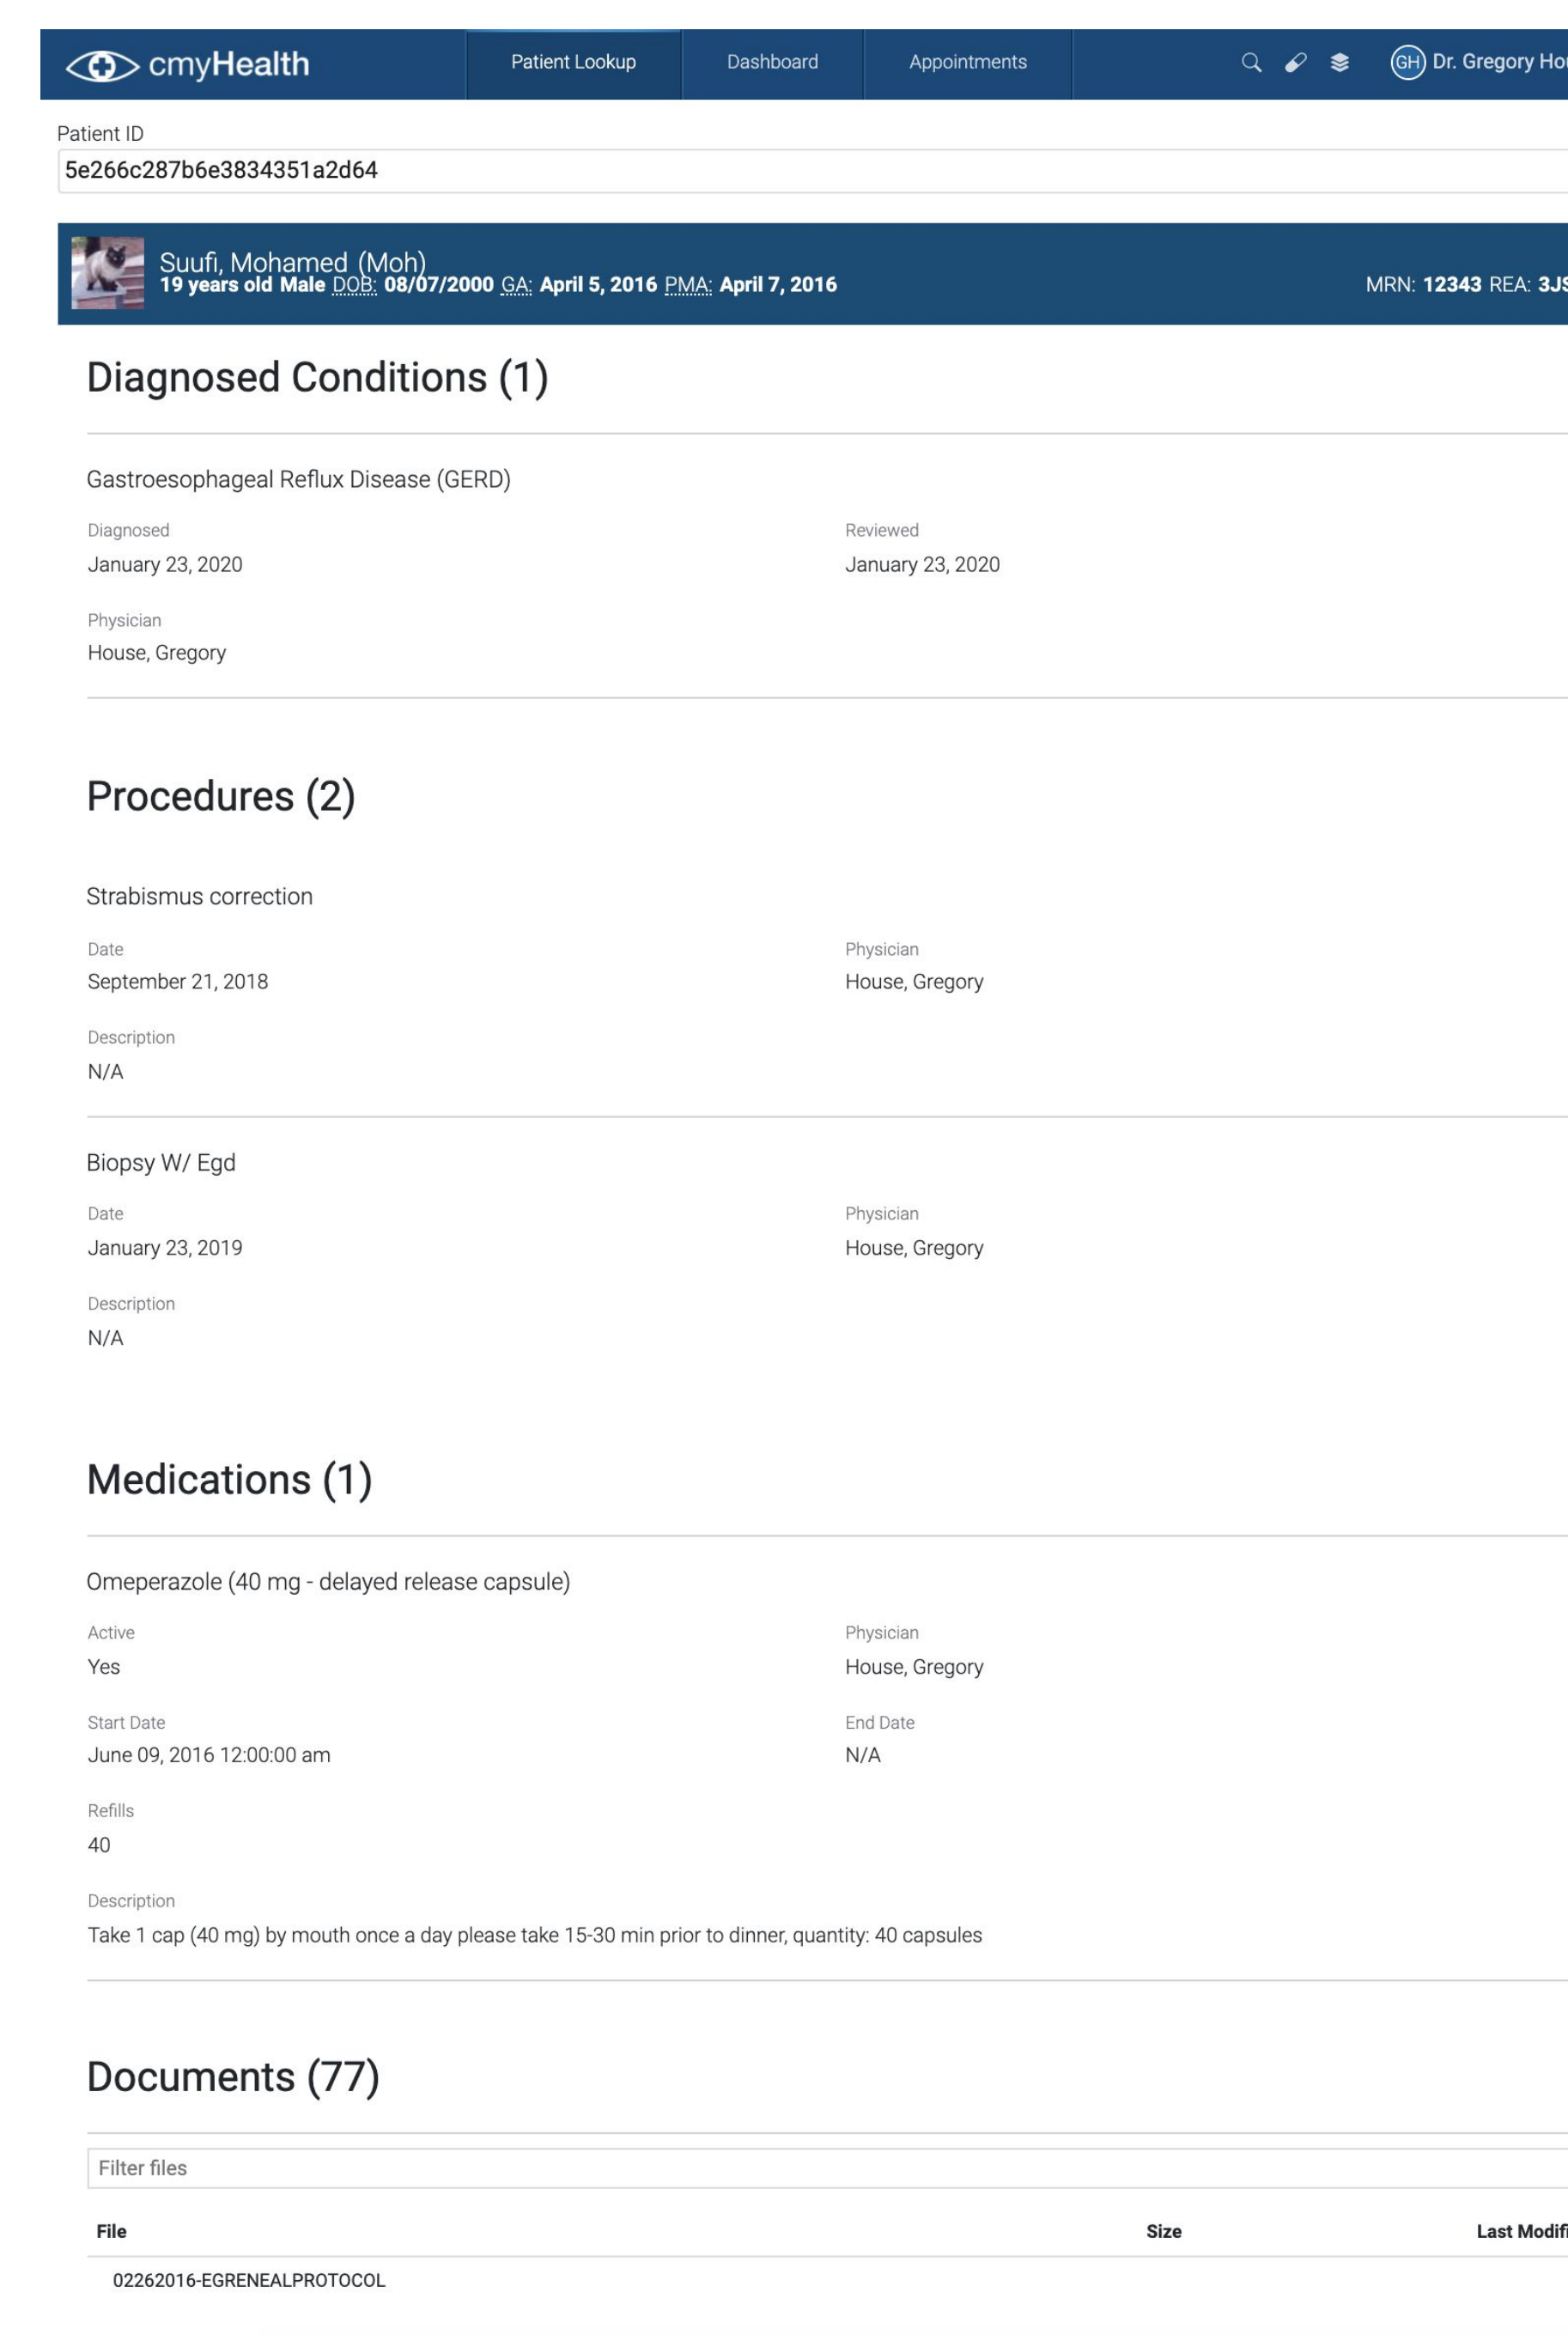 cmyHealth Patient Lookup Dashboard Appointments GH Dr. Gregory Hou
Patient ID
5e266c287b6e3834351a2d64
Suufi, Mohamed (Moh)
19 years old Male DOB: 08/07/2000 GA: April 5, 2016 PMA: April 7, 2016 MRN: 12343 REA: 3JS
Diagnosed Conditions (1)
Gastroesophageal Reflux Disease (GERD)
Diagnosed Reviewed
January 23, 2020 January 23, 2020
Physician
House, Gregory
Procedures (2)
Strabismus correction
Date Physician
September 21, 2018 House, Gregory
Description
N/A
Biopsy W/ Egd
Date Physician
January 23, 2019 House, Gregory
Description
N/A
Medications (1)
Omeperazole (40 mg - delayed release capsule)
Active Physician
Yes House, Gregory
Start Date End Date
June 09, 2016 12:00:00 am N/A
Refills
40
Description
Take 1 cap (40 mg) by mouth once a day please take 15-30 min prior to dinner, quantity: 40 capsules
Documents (77)
Filter files
File Size Last Modifi
02262016-EGRENEALPROTOCOL